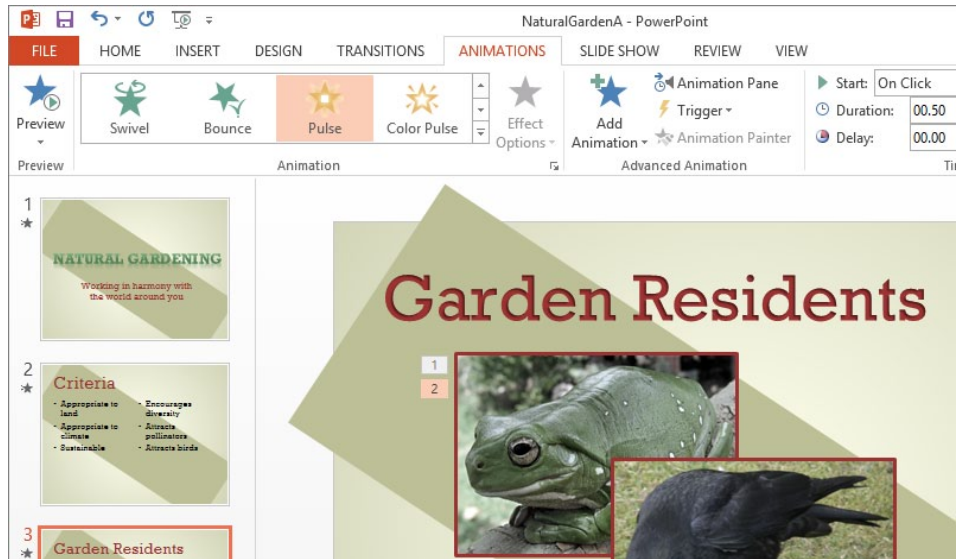 NaturalGardenA - PowerPoint
FILE HOME INSERT DESIGN TRANSITIONS ANIMATIONS SLIDE SHOW REVIEW VIEW
Preview
Swivel Bounce Pulse Color Pulse
Effect Options
Add Animation
Animation Pane
Trigger
Animation Painter
Start: On Click
Duration: 00.50
Delay: 00.00
Preview Animation Advanced Animation
1
NATURAL GARDENING
Working in harmony with
the world around you
2
Criteria
- Appropriate to
land
- Appropriate to
climate
- Sustainable
- Encourages
diversity
- Attracts
pollinators
- Attracts birds
3
Garden Residents
Garden Residents
1
2